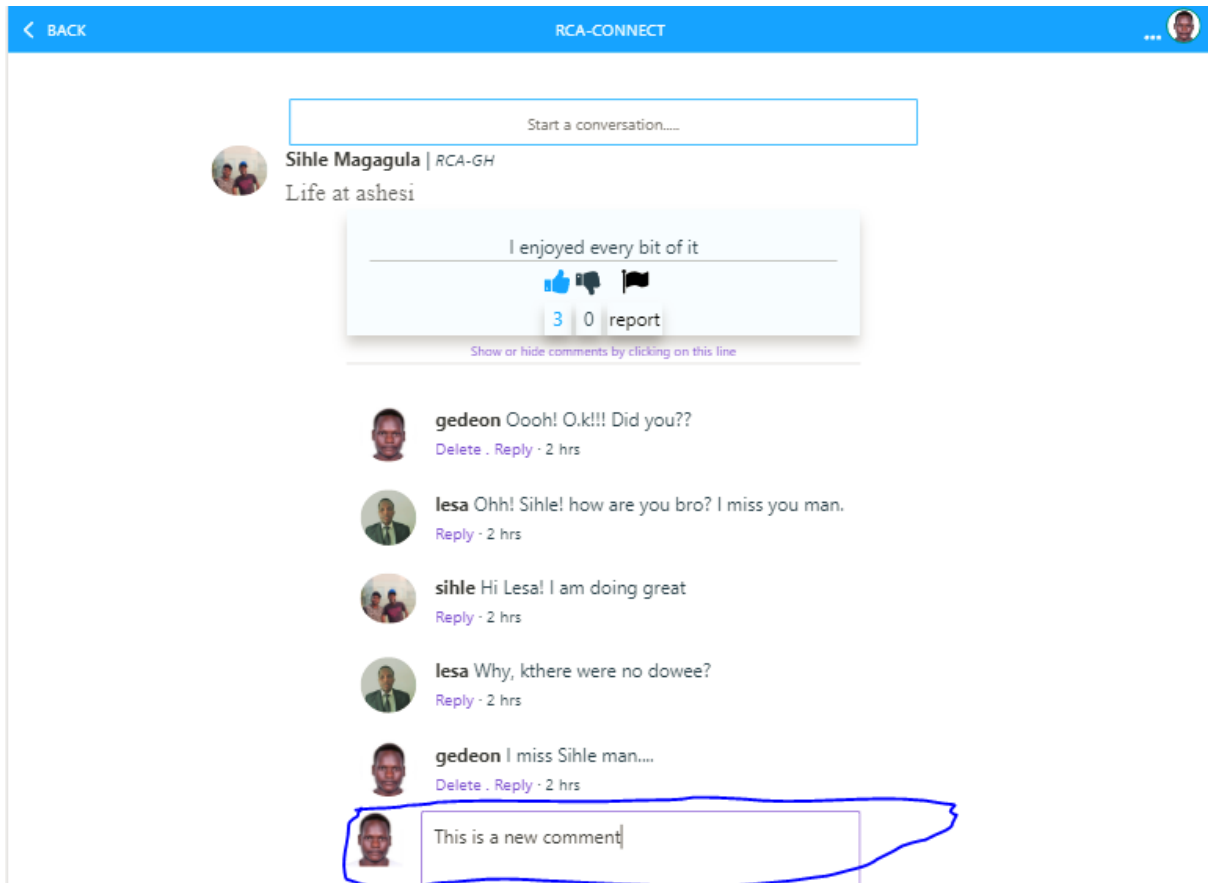 BACK RCA-CONNECT ...
Start a conversation.....
Sihle Magagula | RCA-GH
Life at ashesi
I enjoyed every bit of it
3 0 report
Show or hide comments by clicking on this line
gedeon Oooh! O.k!!! Did you??
Delete . Reply · 2 hrs
lesa Ohh! Sihle! how are you bro? I miss you man.
Reply · 2 hrs
sihle Hi Lesa! I am doing great
Reply · 2 hrs
lesa Why, kthere were no dowee?
Reply · 2 hrs
gedeon I miss Sihle man....
Delete . Reply · 2 hrs
This is a new comment